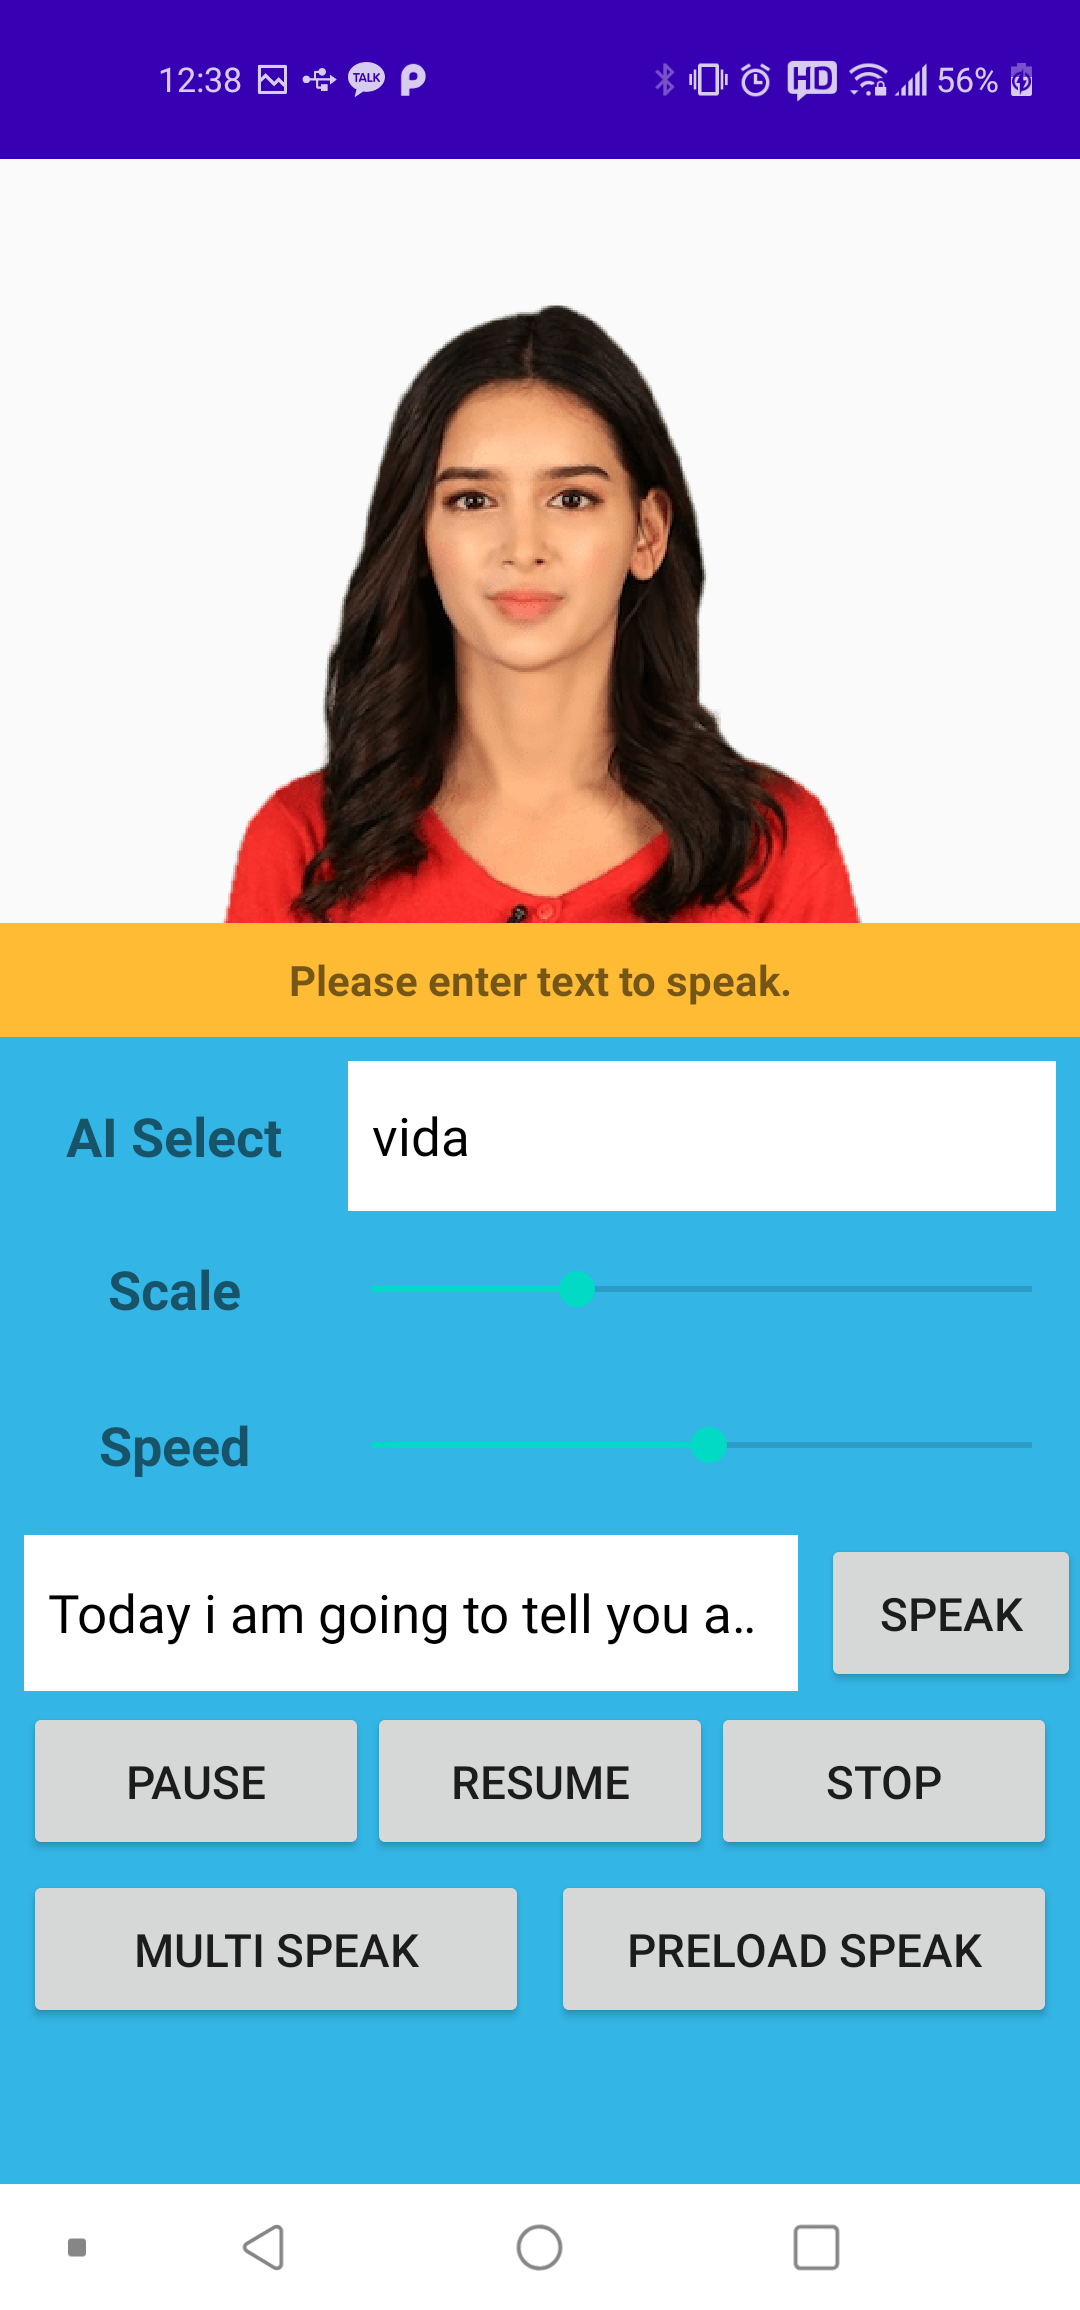 12:38 TALK HD 56%
Please enter text to speak.
AI Select vida
Scale
Speed
Today i am going to tell you a.. SPEAK
PAUSE RESUME STOP
MULTI SPEAK PRELOAD SPEAK